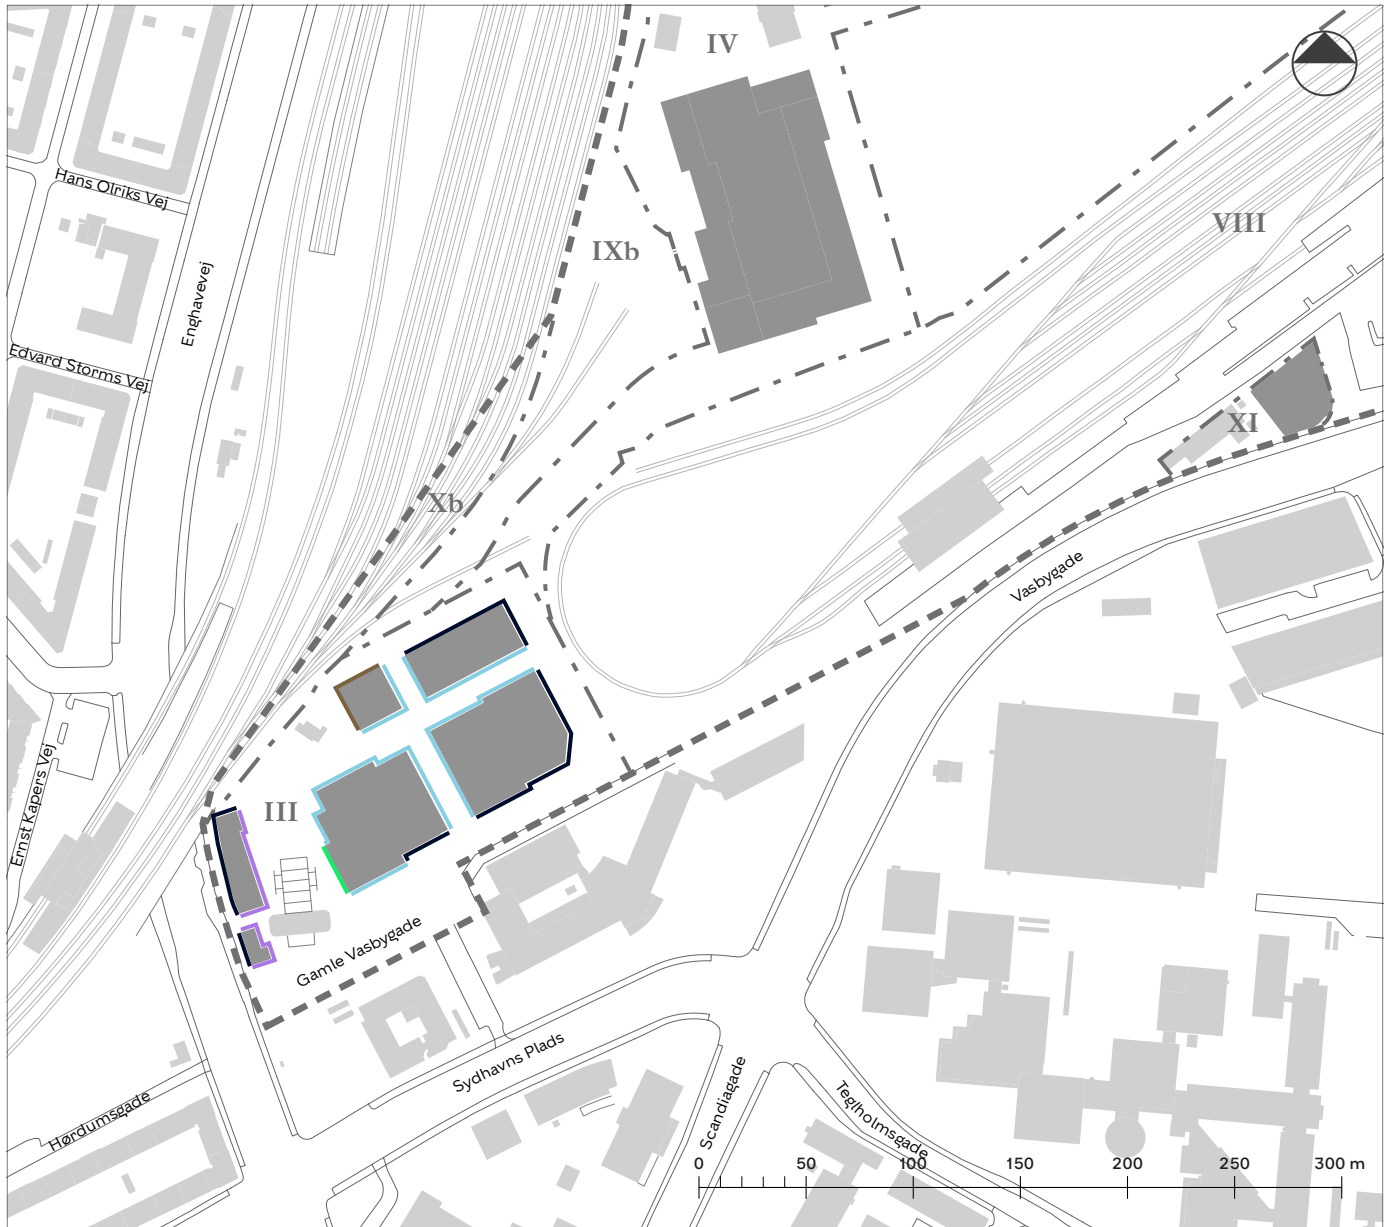 IV
Hans Olriks Vej
VIII
IXb
Enghavevej
Edvard Storms Vej
XI
Xb
Vasbygade
III
Ernst Kapers Vej
Gamle Vasbygade
Sydhavns Plads
Scandiagade
Teglholmsgade
Hørdumsgade
0 50 100 150 200 250 300 m